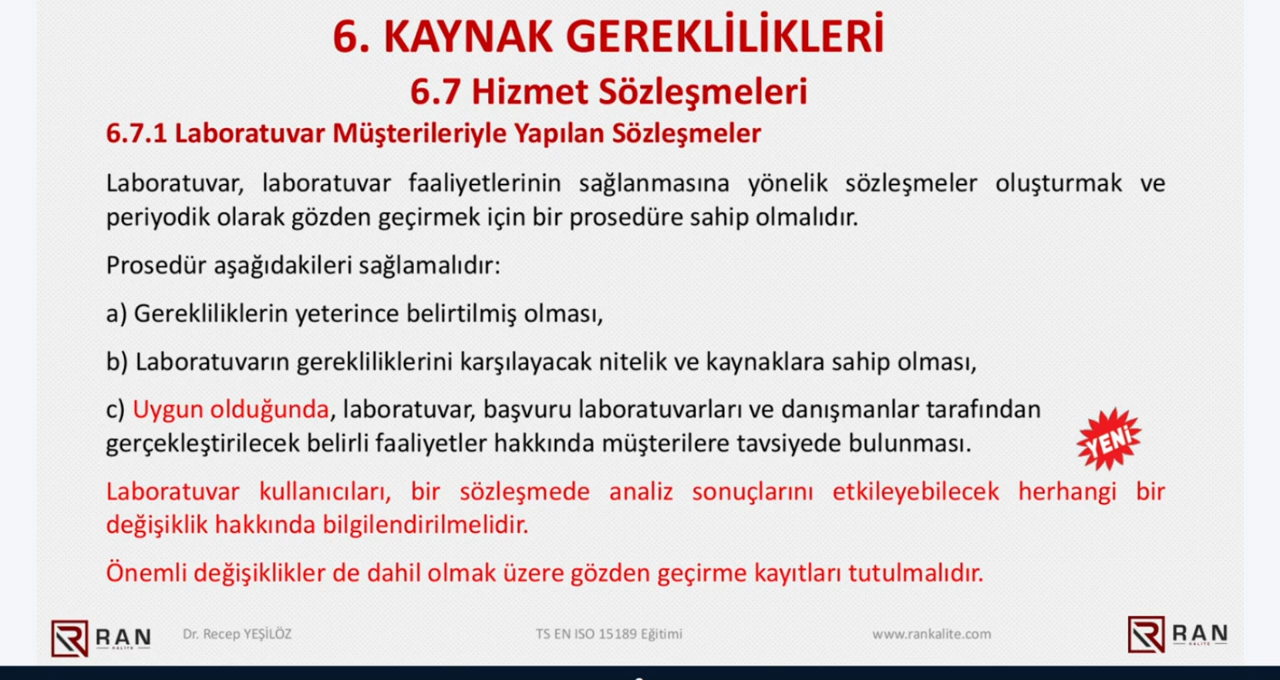 6. KAYNAK GEREKLİLİKLERİ
6.7 Hizmet Sözleşmeleri
6.7.1 Laboratuvar Müşterileriyle Yapılan Sözleşmeler
Laboratuvar, laboratuvar faaliyetlerinin sağlanmasına yönelik sözleşmeler oluşturmak ve
periyodik olarak gözden geçirmek için bir prosedüre sahip olmalıdır.
Prosedür aşağıdakileri sağlamalıdır:
a) Gerekliliklerin yeterince belirtilmiş olması,
b) Laboratuvarın gerekliliklerini karşılayacak nitelik ve kaynaklara sahip olması,
c) Uygun olduğunda, laboratuvar, başvuru laboratuvarları ve danışmanlar tarafından
gerçekleştirilecek belirli faaliyetler hakkında müşterilere tavsiyede bulunması.
YENİ
Laboratuvar kullanıcıları, bir sözleşmede analiz sonuçlarını etkileyebilecek herhangi bir
değişiklik hakkında bilgilendirilmelidir.
Önemli değişiklikler de dahil olmak üzere gözden geçirme kayıtları tutulmalıdır.
RAN
KALİTE
Dr. Recep YEŞİLÖZ
TS EN ISO 15189 Eğitimi
www.rankalite.com
RAN
KALİTE